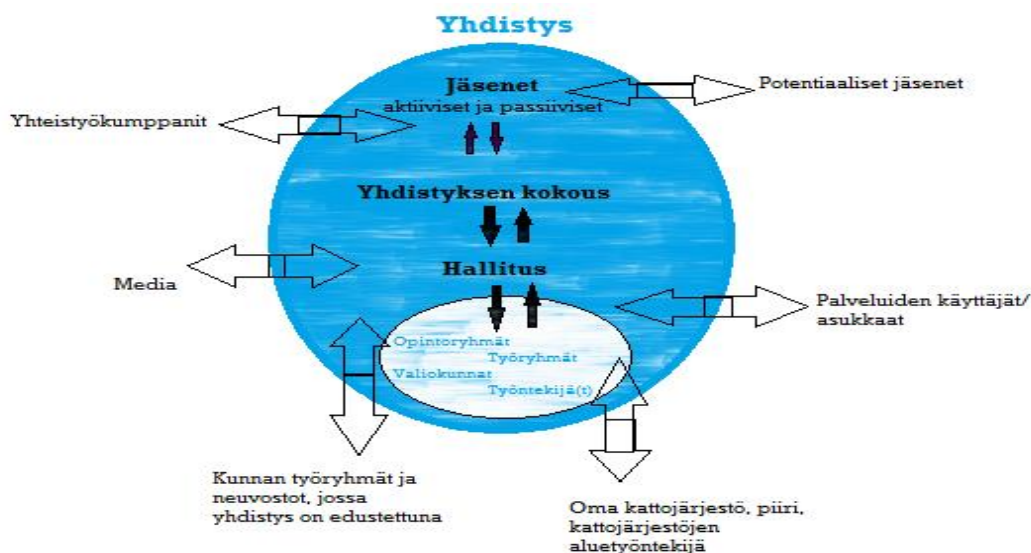 Yhdistys
Jäsenet
aktiiviset ja passiiviset
Potentiaaliset jäsenet
Yhteistyökumppanit
Yhdistyksen kokous
Hallitus
Media
Palveluiden käyttäjät/
asukkaat
Opintoryhmät
Työryhmät
Valiokunnat
Työntekijä(t)
Kunnan työryhmät ja
neuvostot, jossa
yhdistys on edustettuna
Oma kattojärjestö, piiri,
kattojärjestöjen
aluetyöntekijä